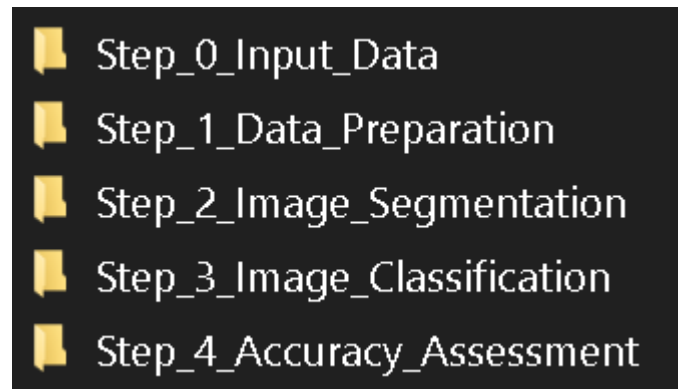 Step_0_Input_Data
Step_1_Data_Preparation
Step_2_Image_Segmentation
Step_3_Image_Classification
Step_4_Accuracy_Assessment